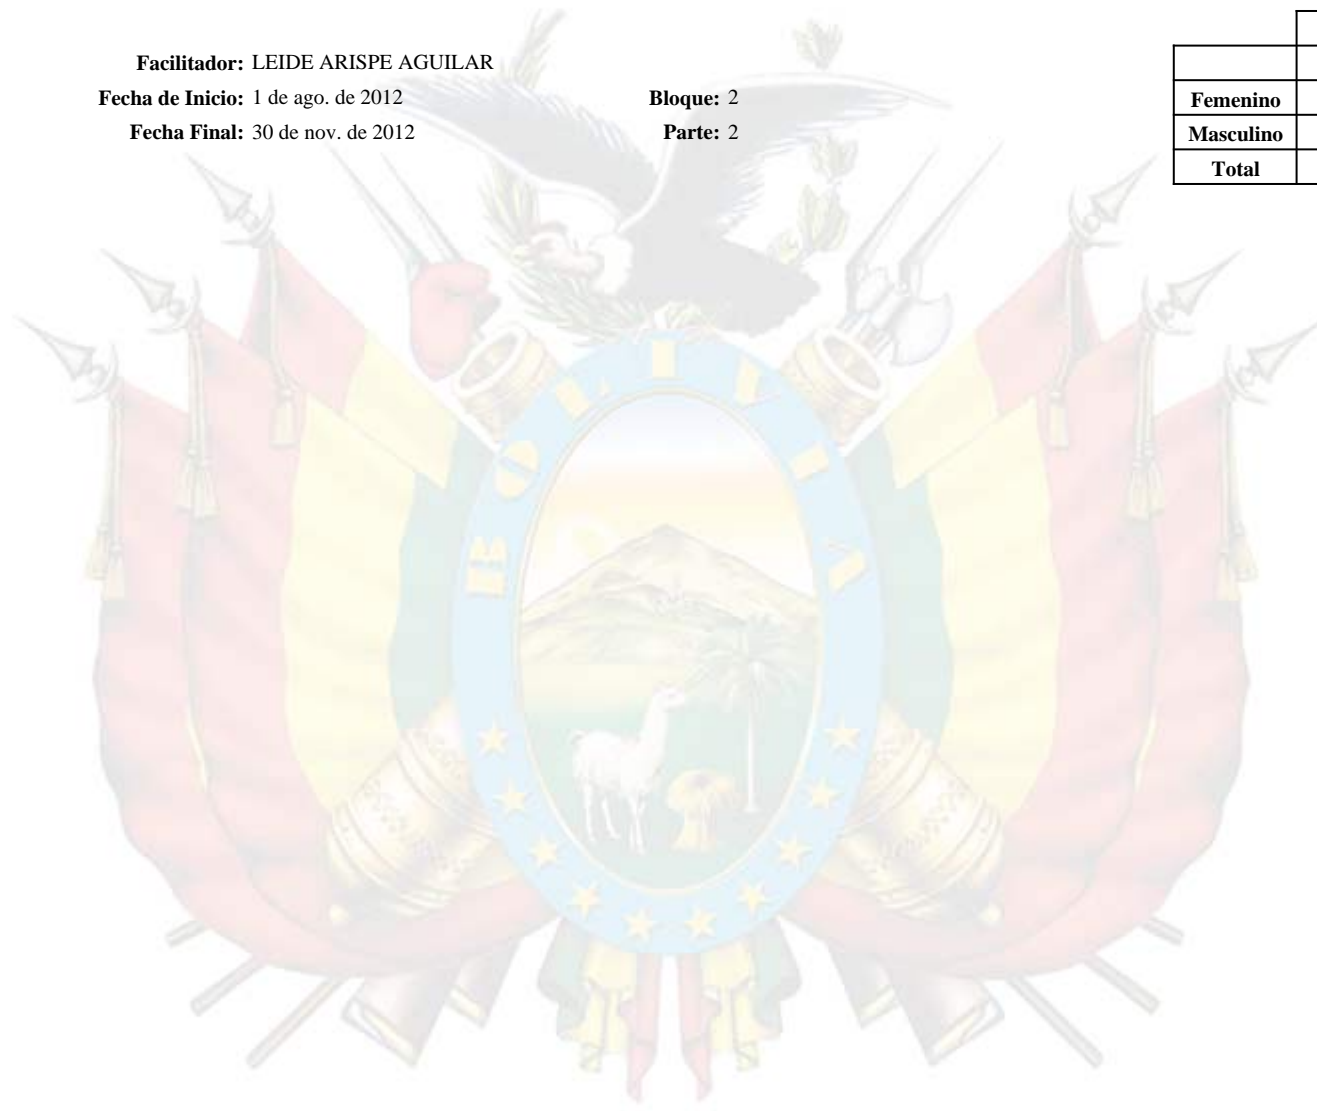 Facilitador: LEIDE ARISPE AGUILAR
Fecha de Inicio: 1 de ago. de 2012 Bloque: 2
Fecha Final: 30 de nov. de 2012 Parte: 2
Femenino
Masculino
Total
BOLIVIA